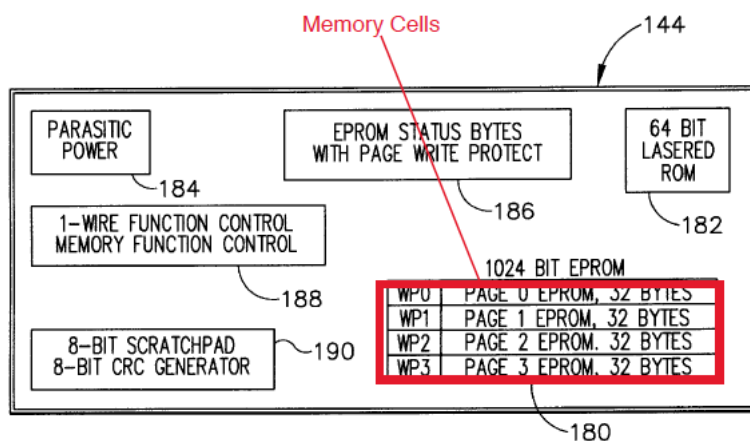 Memory Cells
144
PARASITIC
POWER
184
EPROM STATUS BYTES
WITH PAGE WRITE PROTECT
186
64 BIT
LASERED
ROM
182
1-WIRE FUNCTION CONTROL
MEMORY FUNCTION CONTROL
188
1024 BIT EPROM
WP0 PAGE 0 EPROM, 32 BYTES
WP1 PAGE 1 EPROM, 32 BYTES
WP2 PAGE 2 EPROM. 32 BYTES
WP3 PAGE 3 EPROM. 32 BYTES
180
8-BIT SCRATCHPAD
8-BIT CRC GENERATOR
190